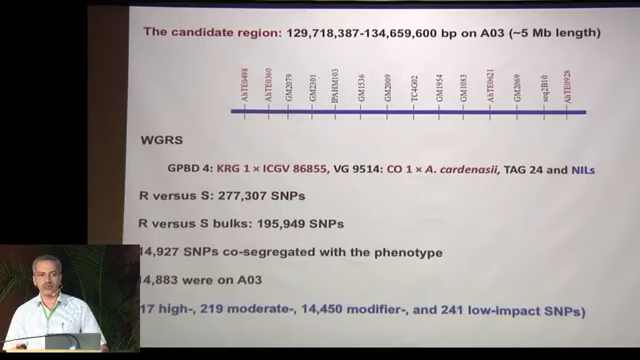 The candidate region: 129,718,387-134,659,600 bp on A03 (~5 Mb length)
AhTE0498
AhTE0360
GM2079
GM2301
IPAHM103
GM1536
GM2009
TC4G02
GM1954
GM1083
AhTE0621
GM2069
seq2B10
AhTE0928
WGRS
GPBD 4: KRG 1 × ICGV 86855, VG 9514: CO 1 × A. cardenasii, TAG 24 and NILs
R versus S: 277,307 SNPs
R versus S bulks: 195,949 SNPs
14,927 SNPs co-segregated with the phenotype
14,883 were on A03
17 high-, 219 moderate-, 14,450 modifier-, and 241 low-impact SNPs)